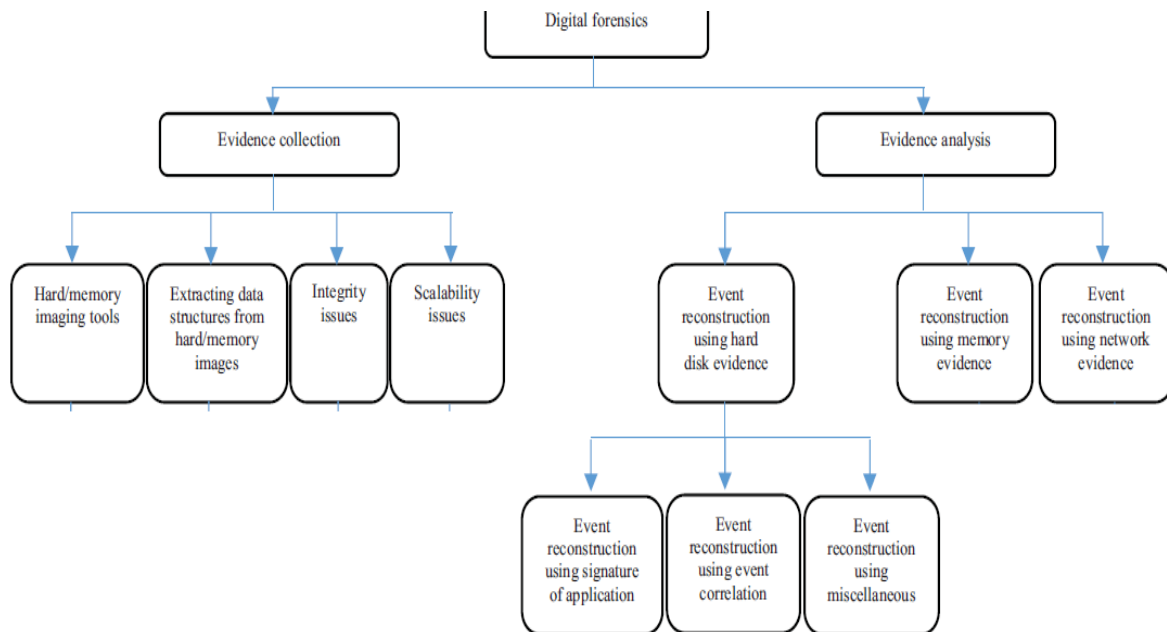 Digital forensics
Evidence collection
Evidence analysis
Hard/memory
imaging tools
Extracting data
structures from
hard/memory
images
Integrity
issues
Scalability
issues
Event
reconstruction
using hard
disk evidence
Event
reconstruction
using memory
evidence
Event
reconstruction
using network
evidence
Event
reconstruction
using signature
of application
Event
reconstruction
using event
correlation
Event
reconstruction
using
miscellaneous